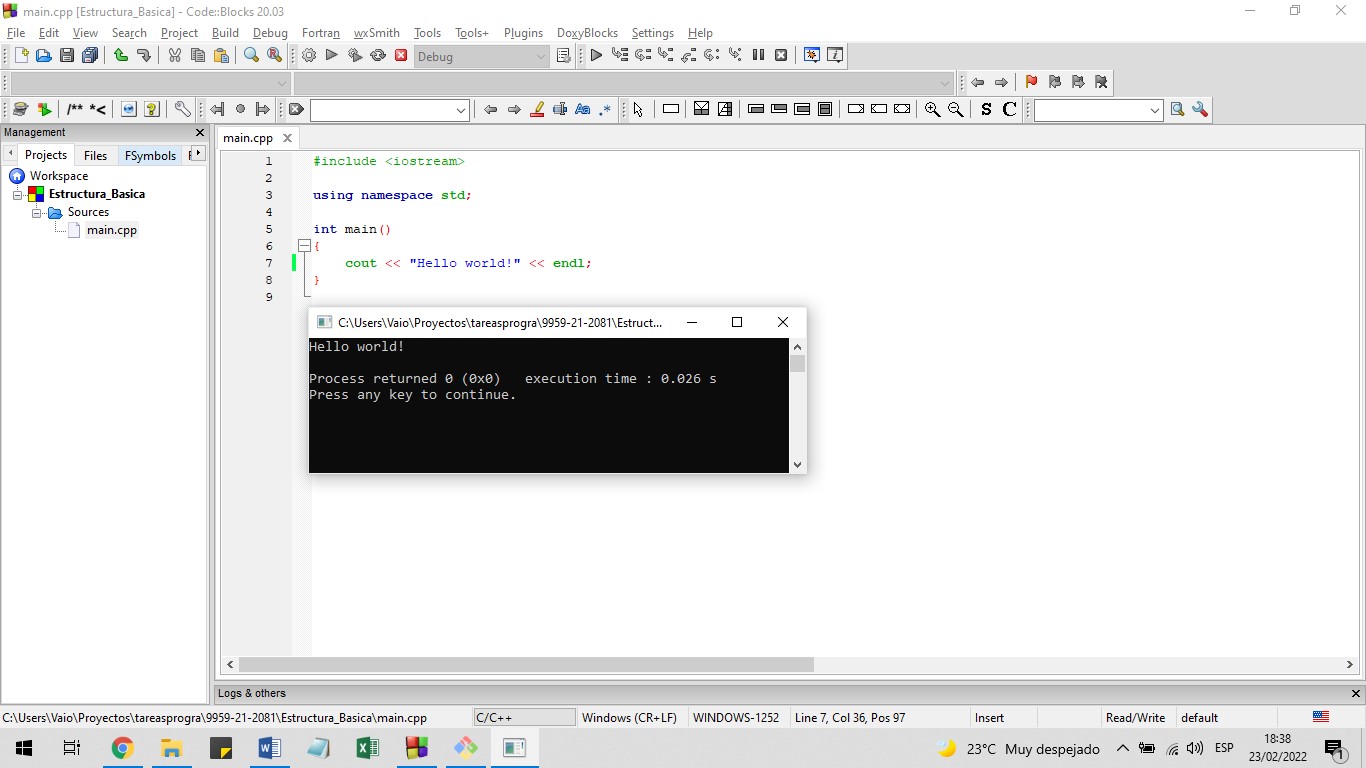 main.cpp [Estructura_Basica] - Code::Blocks 20.03
File Edit View Search Project Build Debug Fortran wxSmith Tools Tools+ Plugins DoxyBlocks Settings Help
Debug
/** *<
Aa .*
S C
Management
main.cpp
Projects Files FSymbols
Workspace
Estructura_Basica
Sources
main.cpp
1 #include <iostream>
2
3 using namespace std;
4
5 int main()
6 {
7 cout << "Hello world!" << endl;
8 }
9
C:\Users\Vaio\Proyectos\tareasprogra\9959-21-2081\Estruct...
Hello world!
Process returned 0 (0x0) execution time : 0.026 s
Press any key to continue.
Logs & others
C:\Users\Vaio\Proyectos\tareasprogra\9959-21-2081\Estructura_Basica\main.cpp C/C++ Windows (CR+LF) WINDOWS-1252 Line 7, Col 36, Pos 97 Insert Read/Write default
23°C Muy despejado ESP
18:38
23/02/2022
1